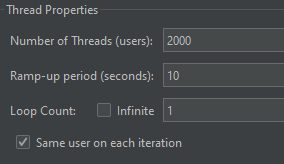 Thread Properties
Number of Threads (users): 2000
Ramp-up period (seconds): 10
Loop Count: Infinite 1
Same user on each iteration